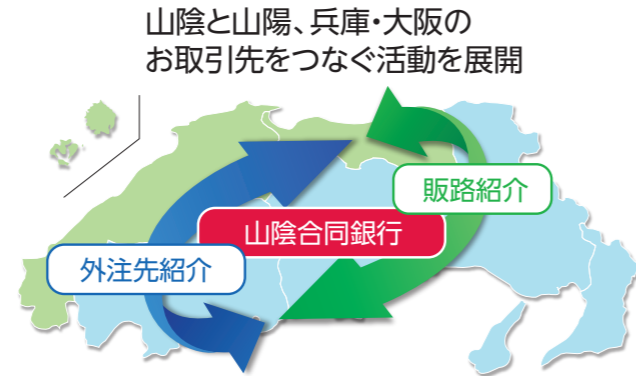 山陰と山陽、兵庫・大阪の
お取引先をつなぐ活動を展開
販路紹介
山陰合同銀行
外注先紹介